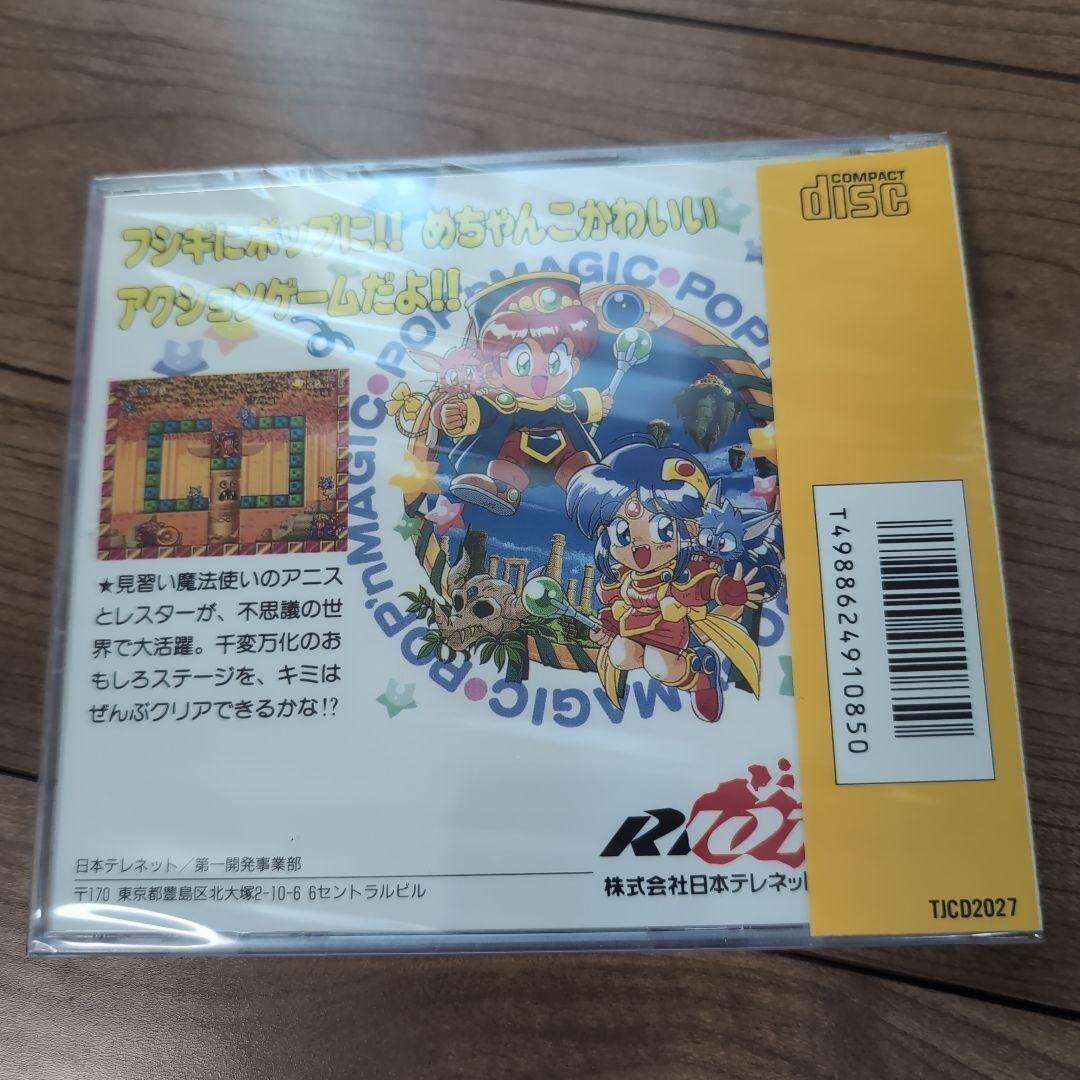 フシギにポップに!! めちゃんこかわいい
アクションゲームだよ!!
COMPACT
disc
POP'nMAGIC•POP'nMAGIC•POP
•POP'nMAGIC
★見習い魔法使いのアニス
とレスターが、不思議の世
界で大活躍。千変万化のお
もしろステージを、キミは
ぜんぶクリアできるかな!?
T4988624910850
RIOT
株式会社日本テレネット
日本テレネット/第一開発事業部
〒170 東京都豊島区北大塚2-10-6 6セントラルビル
TJCD2027